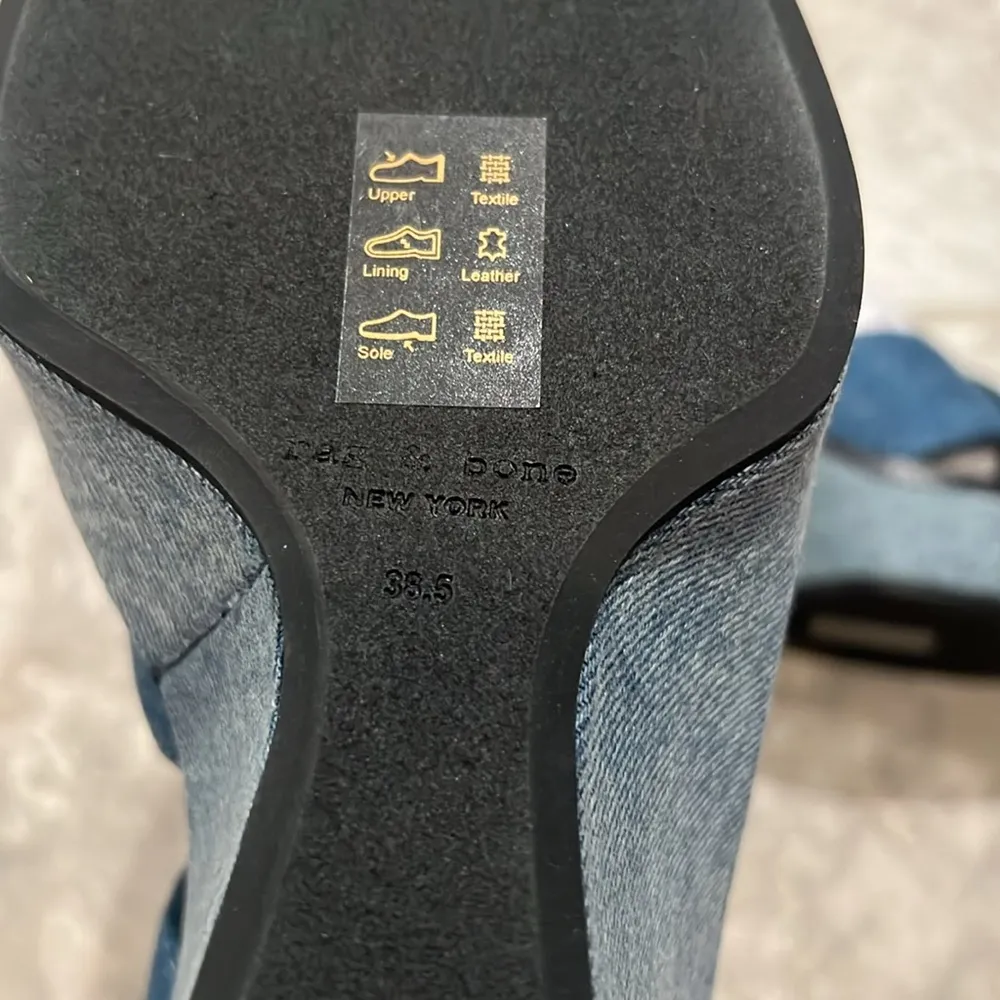 Upper Textile
Lining Leather
Sole Textile
rag & bone
NEW YORK
38.5